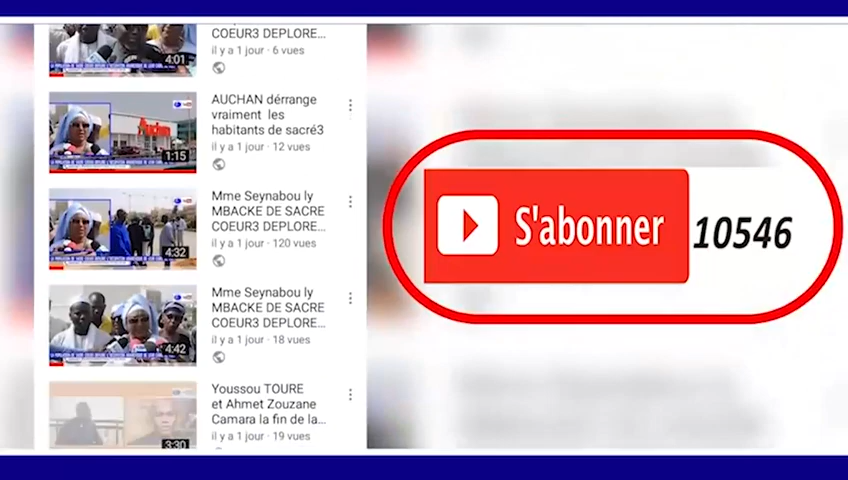 COEUR3 DEPLORE...
il y a 1 jour · 6 vues
4:01
AUCHAN dérrange
vraiment les
habitants de sacré3
il y a 1 jour · 12 vues
Auchan
1:15
Mme Seynabou ly
MBACKE DE SACRE
COEUR3 DEPLORE...
il y a 1 jour · 120 vues
4:32
Mme Seynabou ly
MBACKE DE SACRE
COEUR3 DEPLORE...
il y a 1 jour · 18 vues
4:42
Youssou TOURE
et Ahmet Zouzane
Camara la fin de la...
il y a 1 jour · 19 vues
3:30
S'abonner
10546